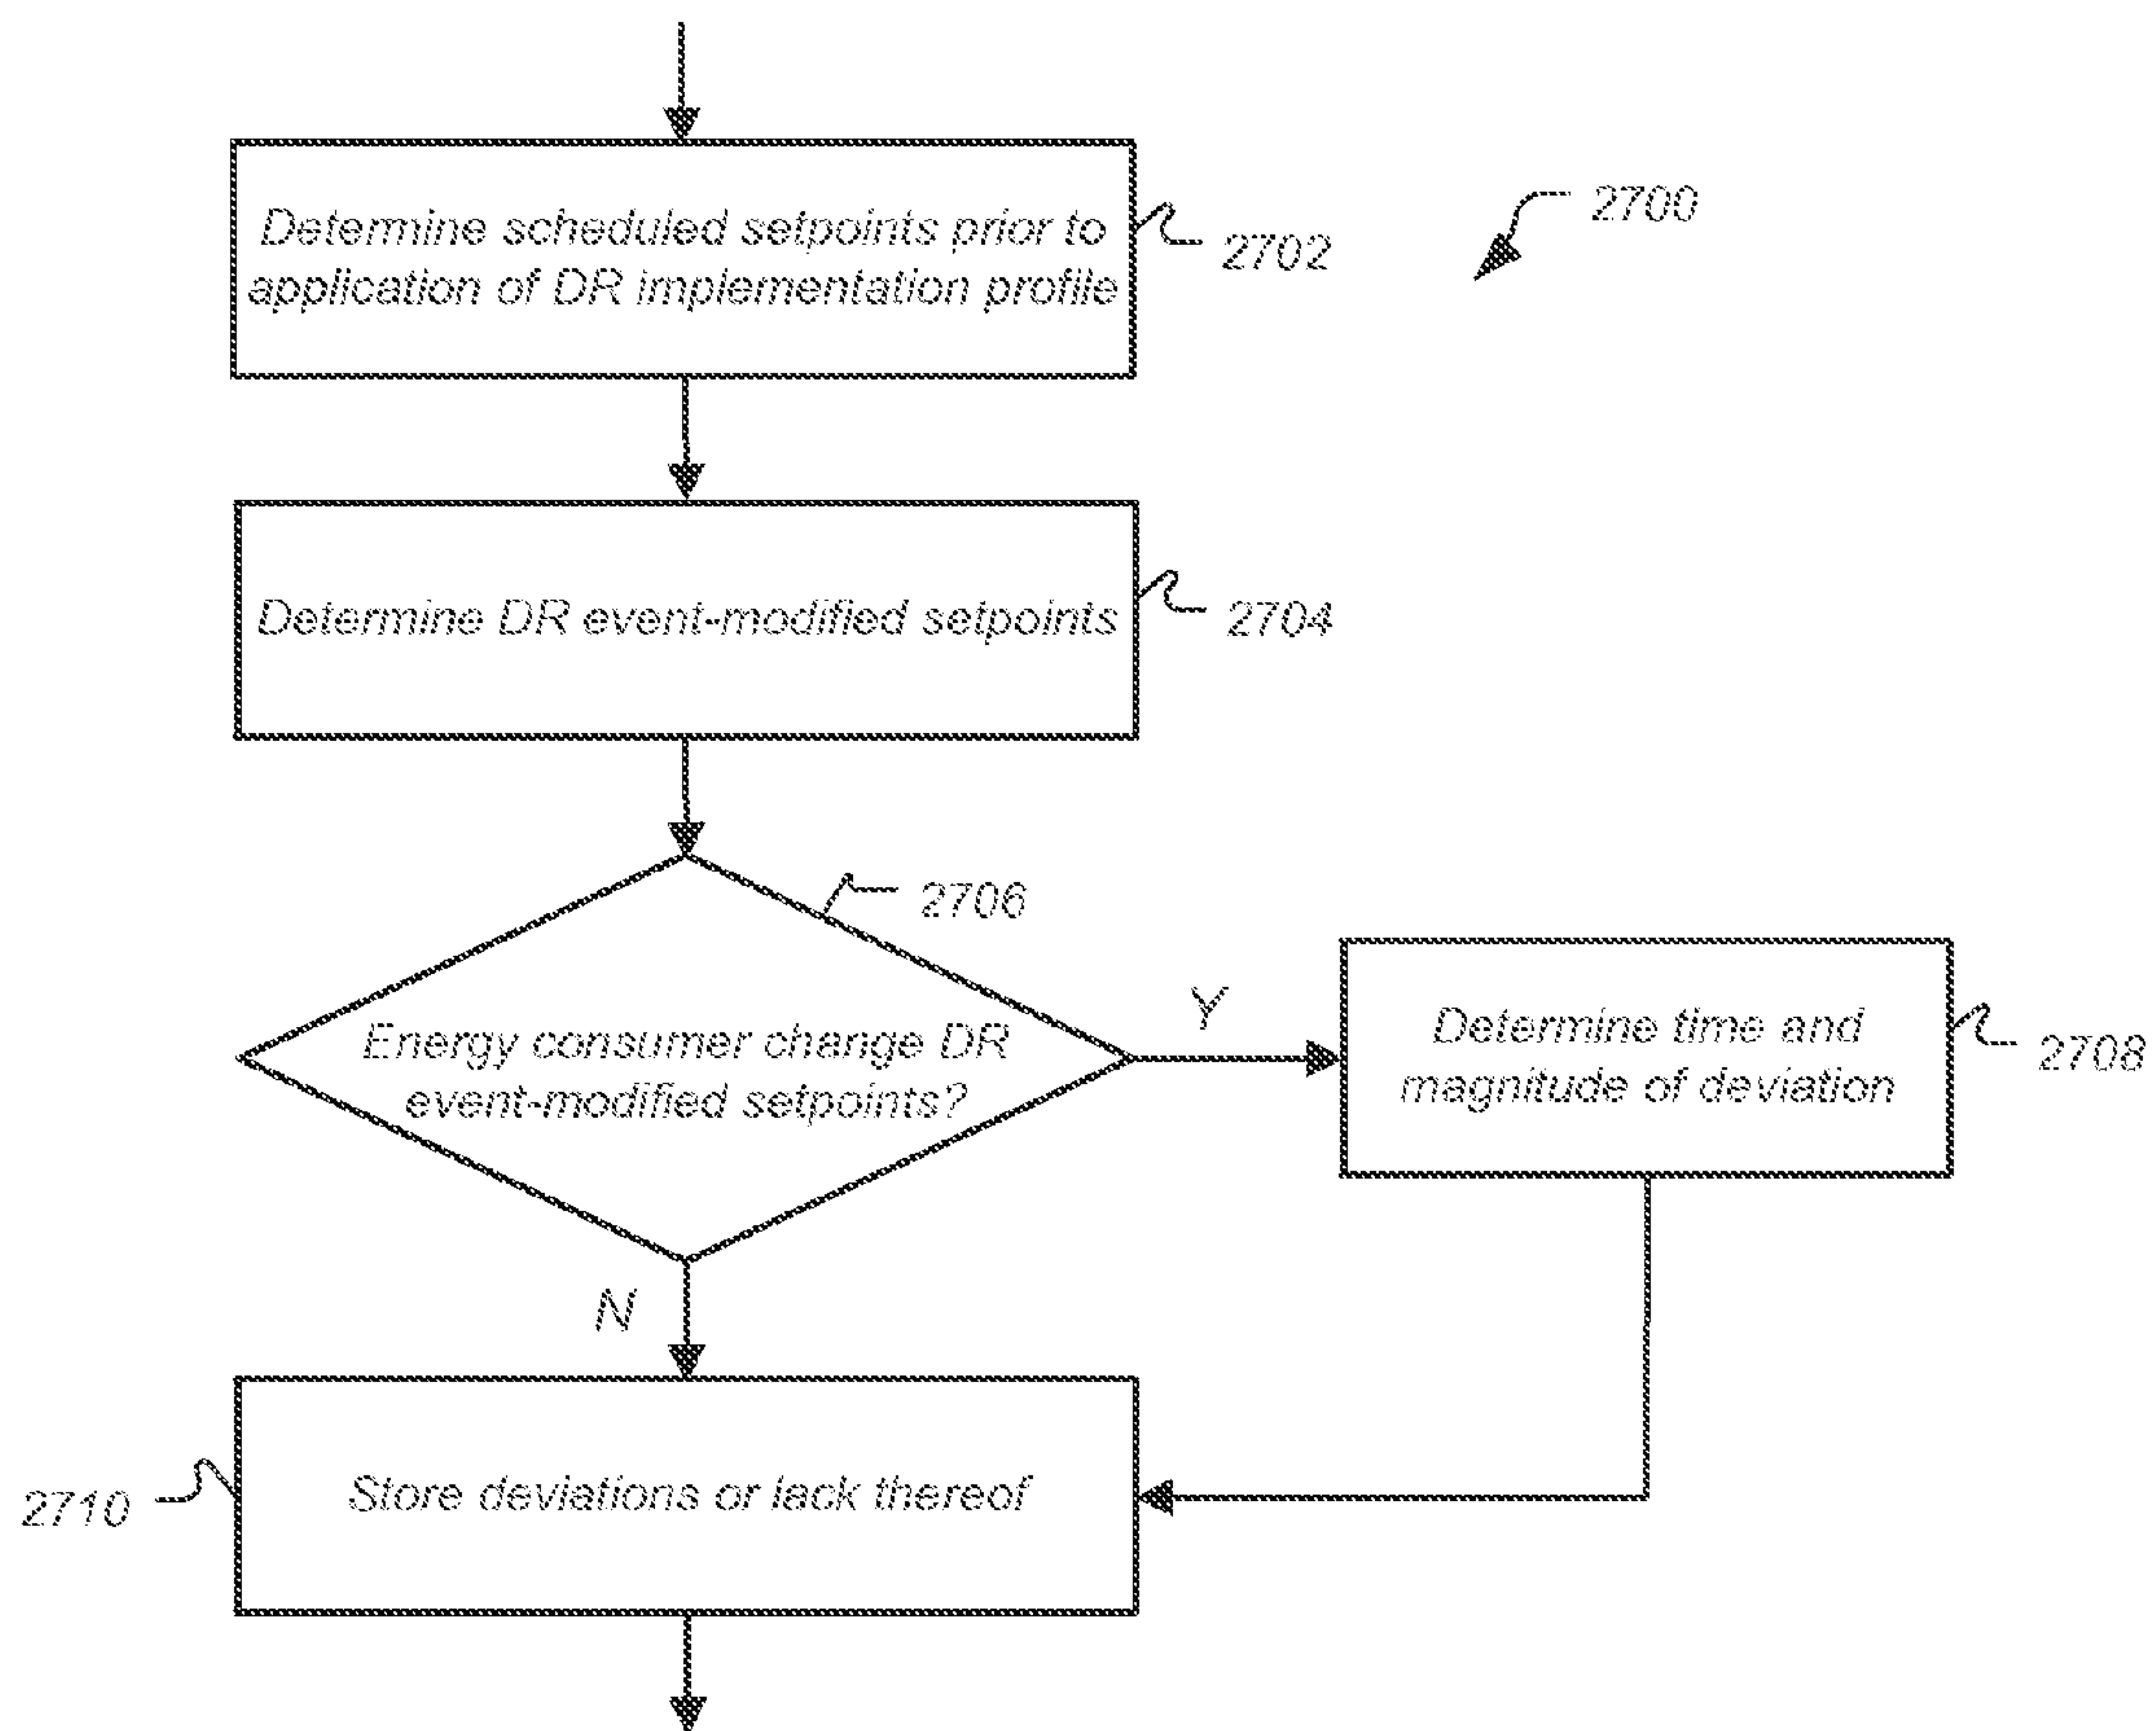 Determine scheduled setpoints prior to
application of DR implementation profile
2702
2700
Determine DR event-modified setpoints
2704
2706
Energy consumer change DR
event-modified setpoints?
Y
Determine time and
magnitude of deviation
2708
N
Store deviations or lack thereof
2710